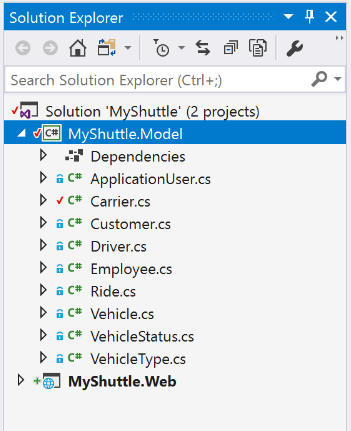 Solution Explorer
Search Solution Explorer (Ctrl+;)
Solution 'MyShuttle' (2 projects)
C# MyShuttle.Model
Dependencies
C# ApplicationUser.cs
C# Carrier.cs
C# Customer.cs
C# Driver.cs
C# Employee.cs
C# Ride.cs
C# Vehicle.cs
C# VehicleStatus.cs
C# VehicleType.cs
MyShuttle.Web